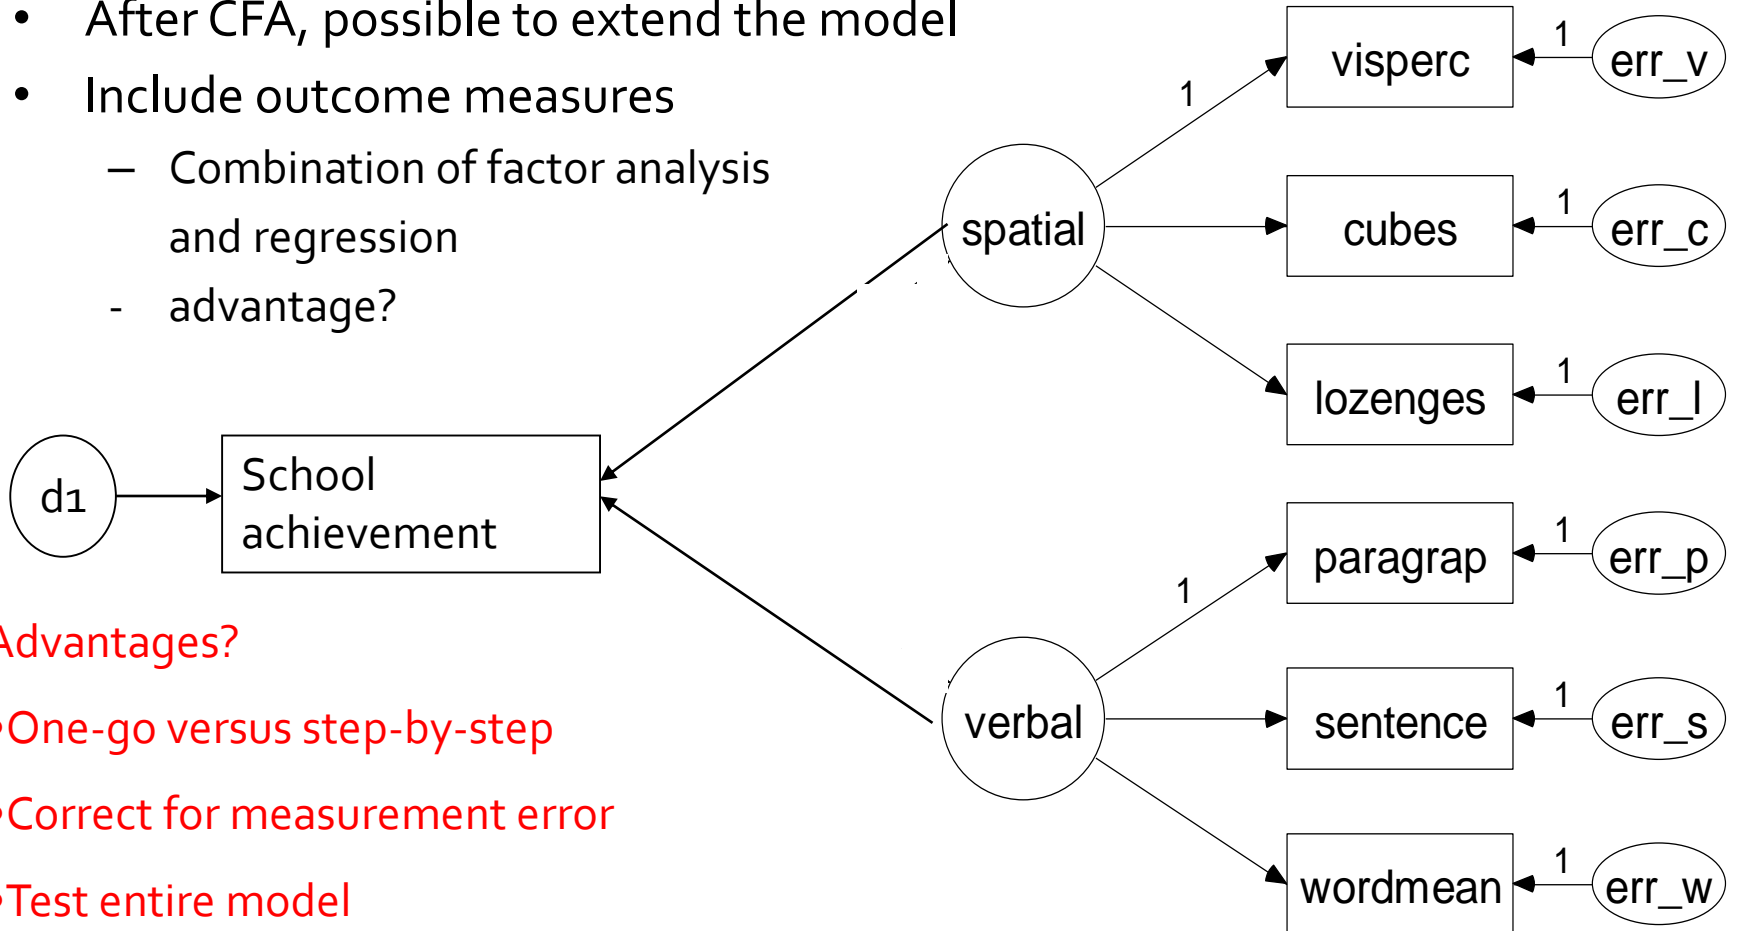 • After CFA, possible to extend the model
• Include outcome measures
– Combination of factor analysis
and regression
- advantage?
1
visperc
1
err_v
spatial
cubes
1
err_c
lozenges
1
err_l
d1
School
achievement
1
paragrap
1
err_p
verbal
sentence
1
err_s
wordmean
1
err_w
Advantages?
•One-go versus step-by-step
•Correct for measurement error
•Test entire model